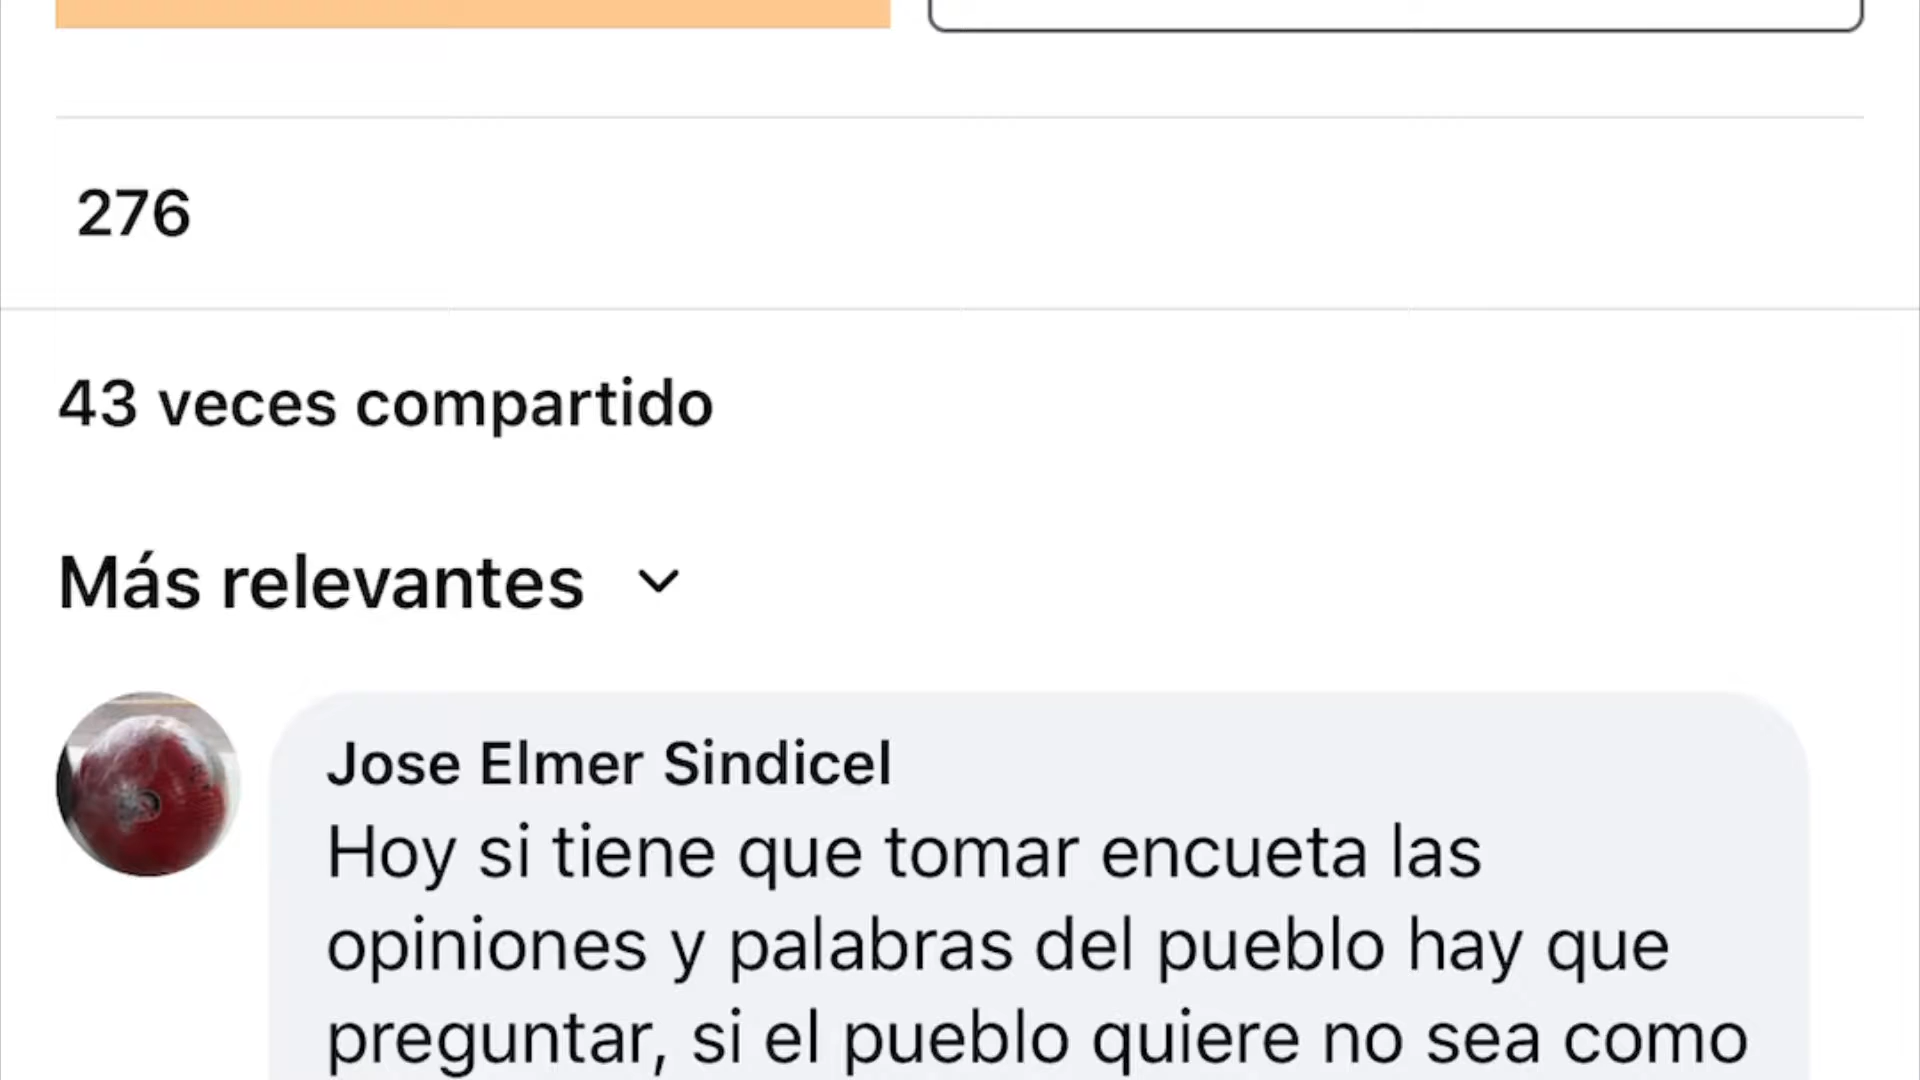 276
43 veces compartido
Más relevantes
Jose Elmer Sindicel
Hoy si tiene que tomar encueta las
opiniones y palabras del pueblo hay que
preguntar, si el pueblo quiere no sea como